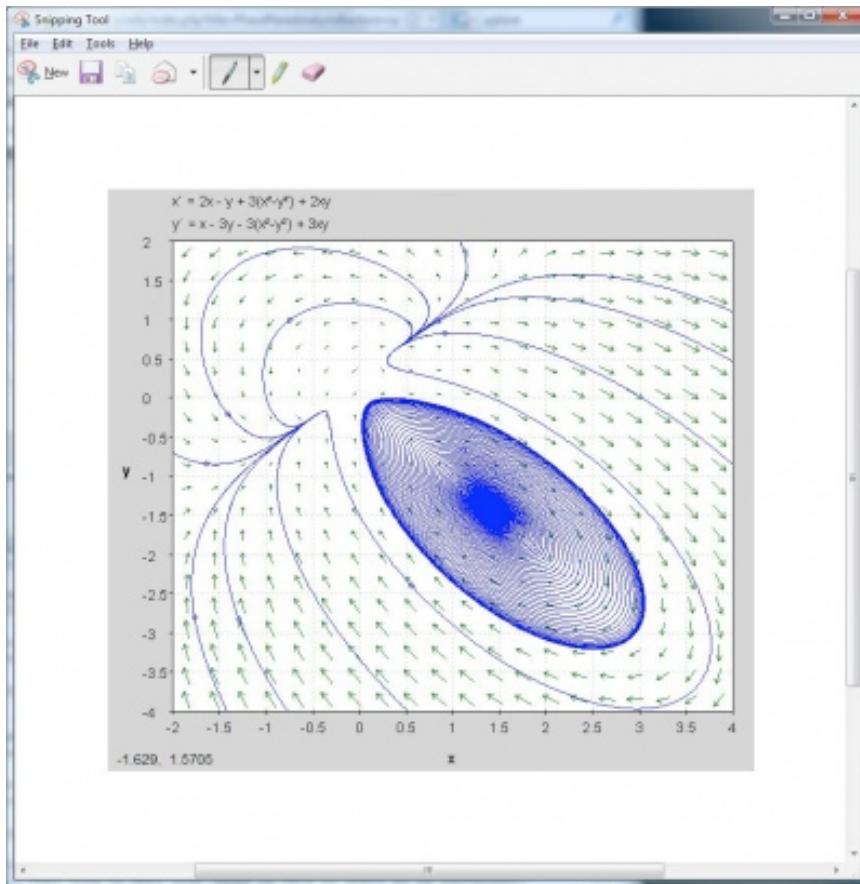 Snipping Tool
File Edit Tools Help
New
x' = 2x - y + 3(x²-y²) + 2xy
y' = x - 3y - 3(x²-y²) + 3xy
2
1.5
1
0.5
0
-0.5
y
-1
-1.5
-2
-2.5
-3
-3.5
-4
-2 -1.5 -1 -0.5 0 0.5 1 1.5 2 2.5 3 3.5 4
-1.629, 1.5705
x